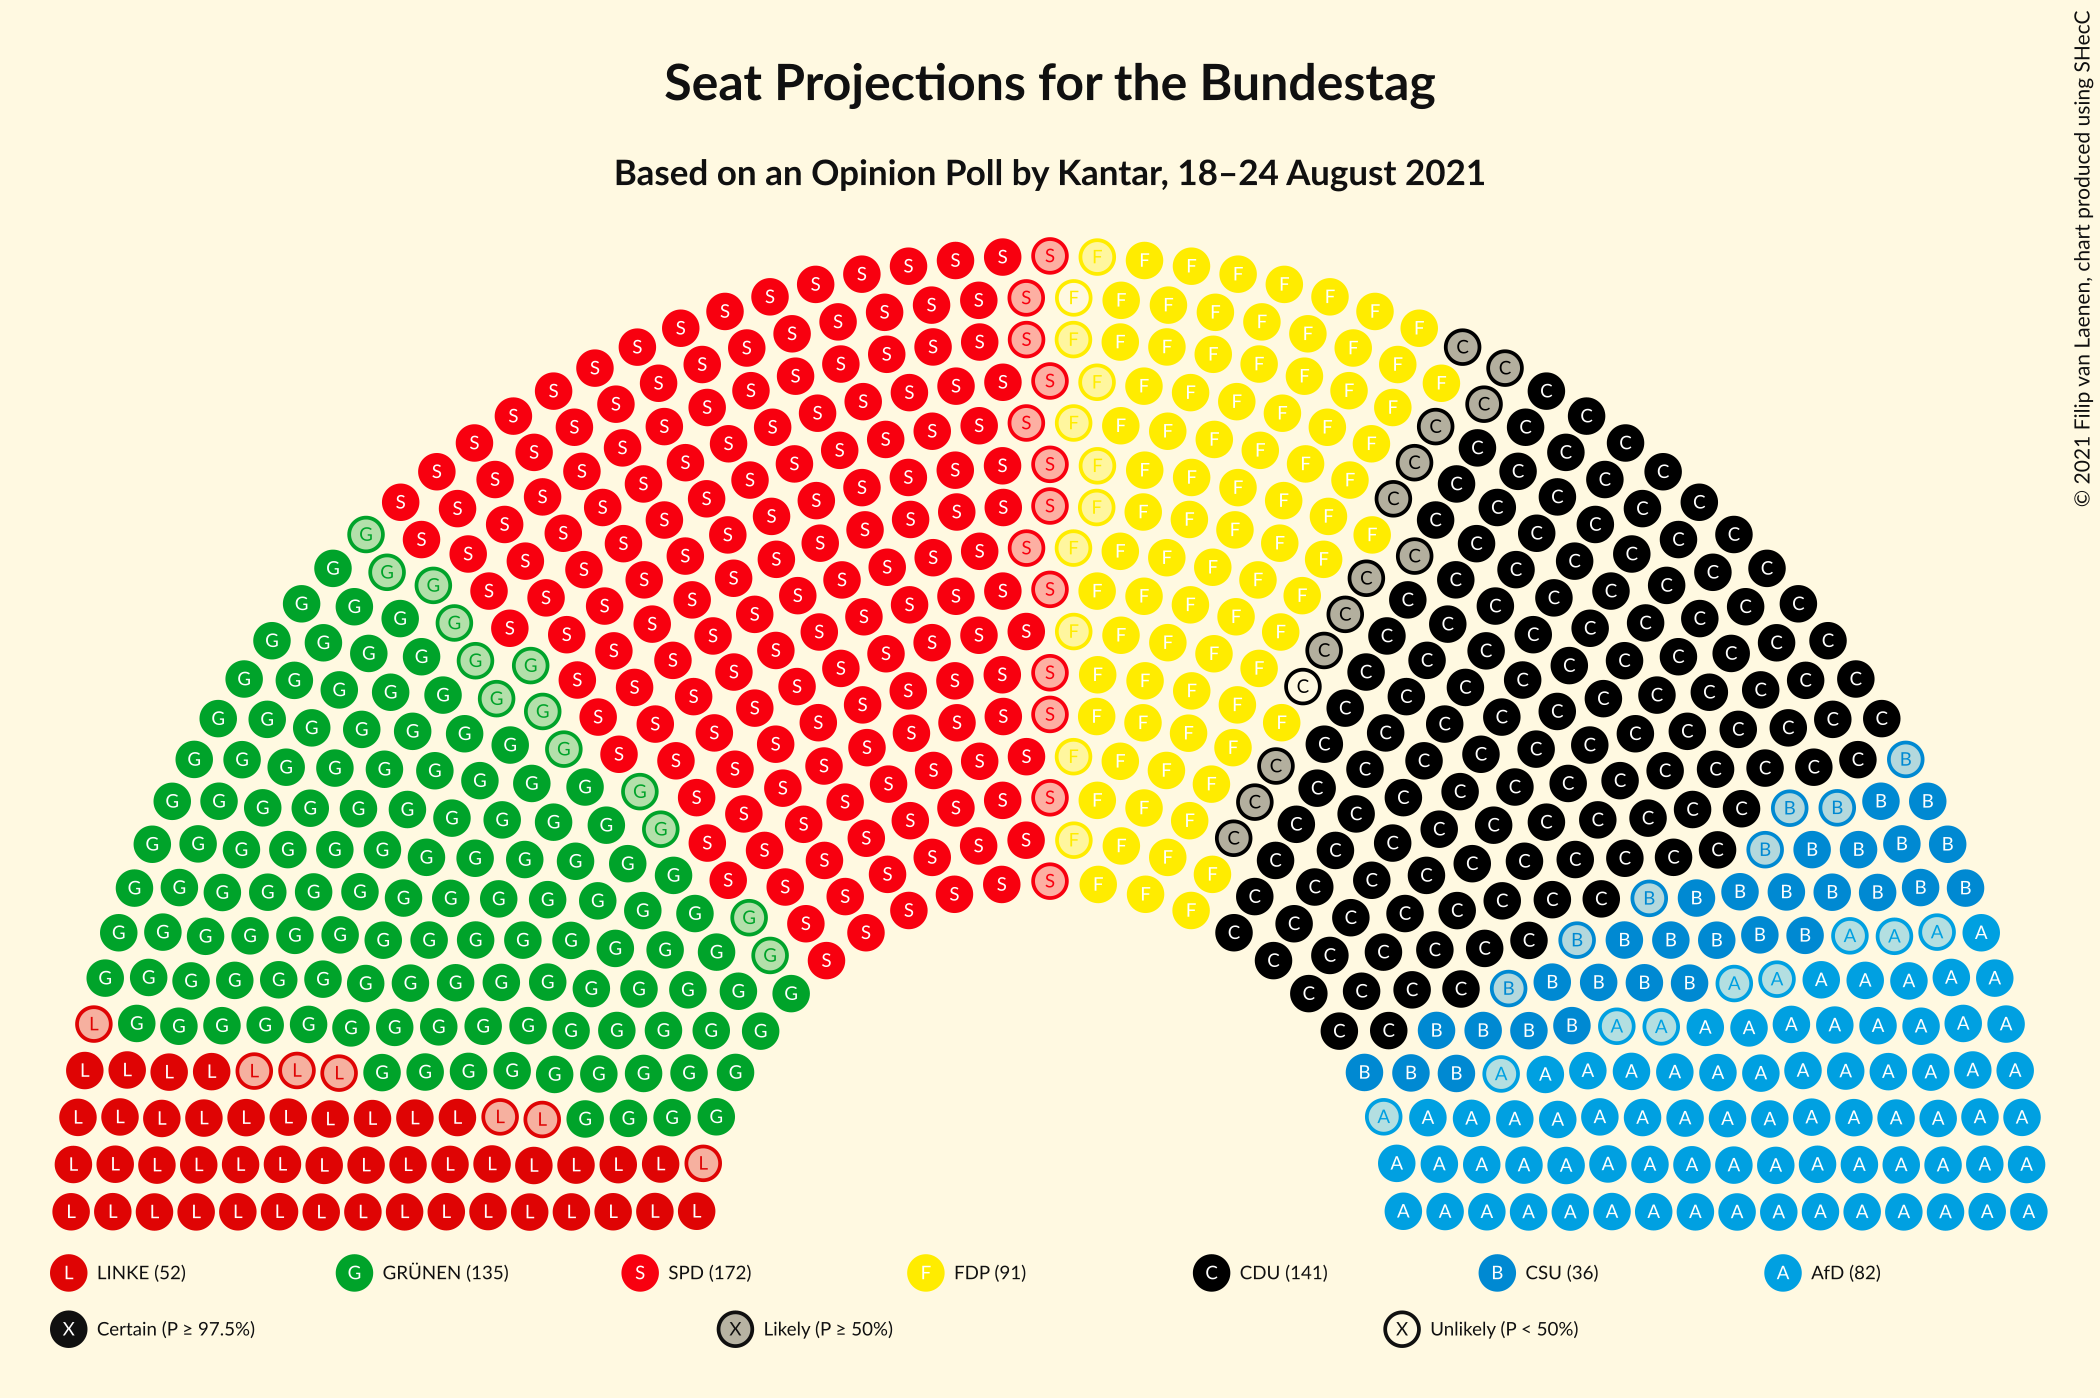 Seat Projections for the Bundestag
Based on an Opinion Poll by Kantar, 18–24 August 2021
© 2021 Filip van Laenen, chart produced using SHecC
L LINKE (52) G GRÜNEN (135) S SPD (172) F FDP (91) C CDU (141) B CSU (36) A AfD (82)
X Certain (P ≥ 97.5%) X Likely (P ≥ 50%) X Unlikely (P < 50%)